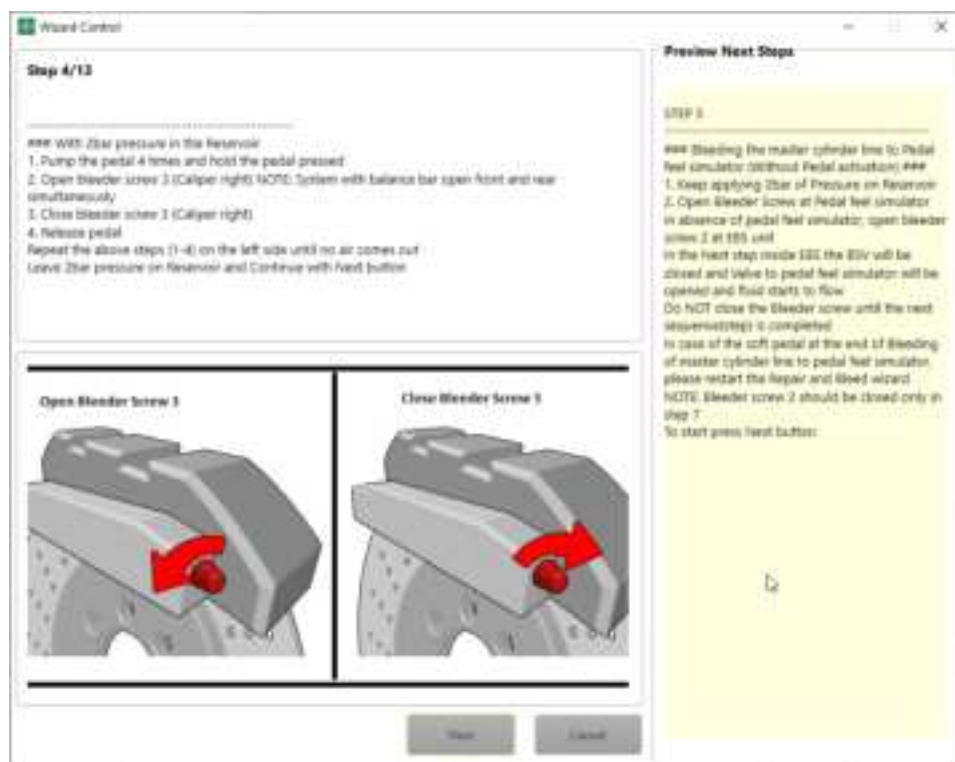 Wizard Control
Step 4/13
### With 2bar pressure in the Reservoir
1. Pump the pedal 4 times and hold the pedal pressed
2. Open bleeder screw 3 (Caliper right) NOTE: System with balance bar open front and rear
simultaneously
3. Close bleeder screw 3 (Caliper right)
4. Release pedal
Repeat the above steps (1-4) on the left side until no air comes out
Leave 2bar pressure on Reservoir and Continue with Next button
Open Bleeder Screw 3
Close Bleeder Screw 3
Next
Cancel
Preview Next Steps
STEP 5
### Bleeding the master cylinder line to Pedal
feel simulator (Without Pedal actuation) ###
1. Keep applying 2bar of Pressure on Reservoir
2. Open Bleeder Screw at Pedal feel simulator
in absence of pedal feel simulator, open bleeder
screw 2 at EBS unit
In the Next step inside the will be
closed and Valve to pedal feel simulator will be
opened and fluid starts to flow
Do NOT close the Bleeder screw until the next
is completed
In case of the soft pedal at the end of Bleeding
of master cylinder line to pedal feel simulator,
please restart the Repair and Bleed wizard
NOTE: Bleeder screw 2 should be closed only in
step 7
To start press Next button